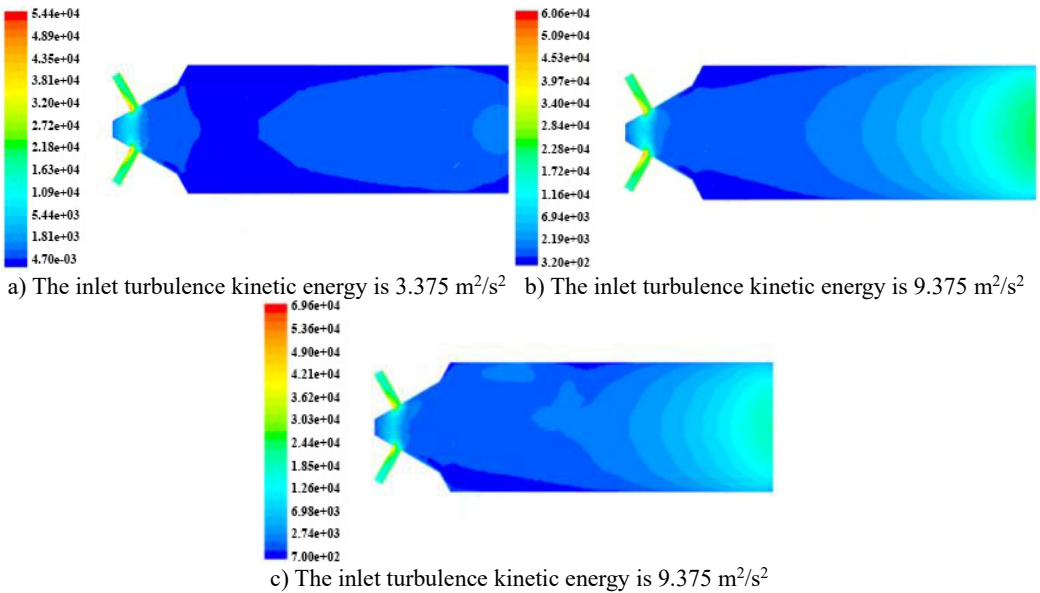 5.44e+04
4.89e+04
4.35e+04
3.81e+04
3.20e+04
2.72e+04
2.18e+04
1.63e+04
1.09e+04
5.44e+03
1.81e+03
4.70e-03
6.06e+04
5.09e+04
4.53e+04
3.97e+04
3.40e+04
2.84e+04
2.28e+04
1.72e+04
1.16e+04
6.94e+03
2.19e+03
3.20e+02
a) The inlet turbulence kinetic energy is 3.375 m²/s²
b) The inlet turbulence kinetic energy is 9.375 m²/s²
6.96e+04
5.36e+04
4.90e+04
4.21e+04
3.62e+04
3.03e+04
2.44e+04
1.85e+04
1.26e+04
6.98e+03
2.74e+03
7.00e+02
c) The inlet turbulence kinetic energy is 9.375 m²/s²